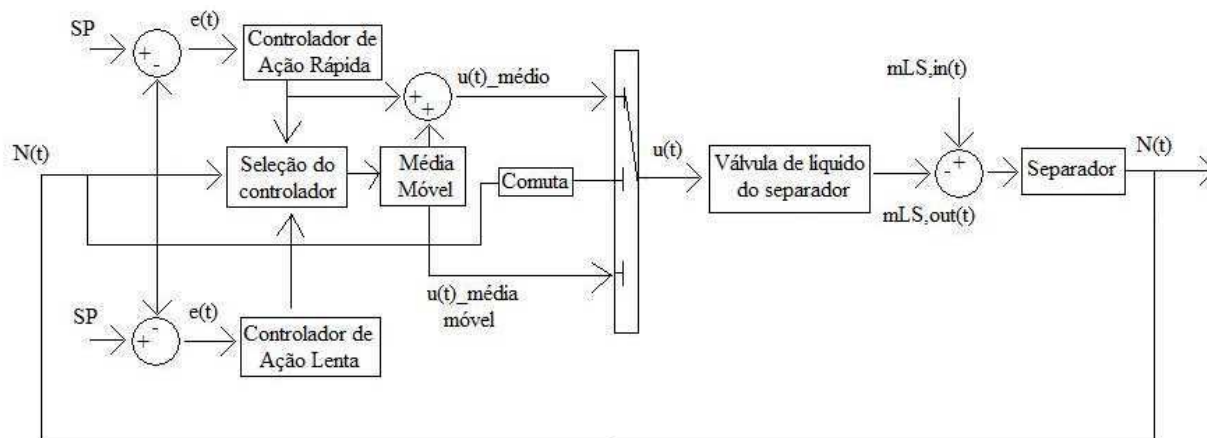 SP
e(t)
+
-
Controlador de
Ação Rápida
u(t)_médio
+
+
mLS,in(t)
N(t)
Seleção do
controlador
Média
Móvel
Comuta
u(t)
Válvula de líquido
do separador
-
+
mLS,out(t)
Separador
N(t)
u(t)_média
móvel
SP
e(t)
+
-
Controlador de
Ação Lenta